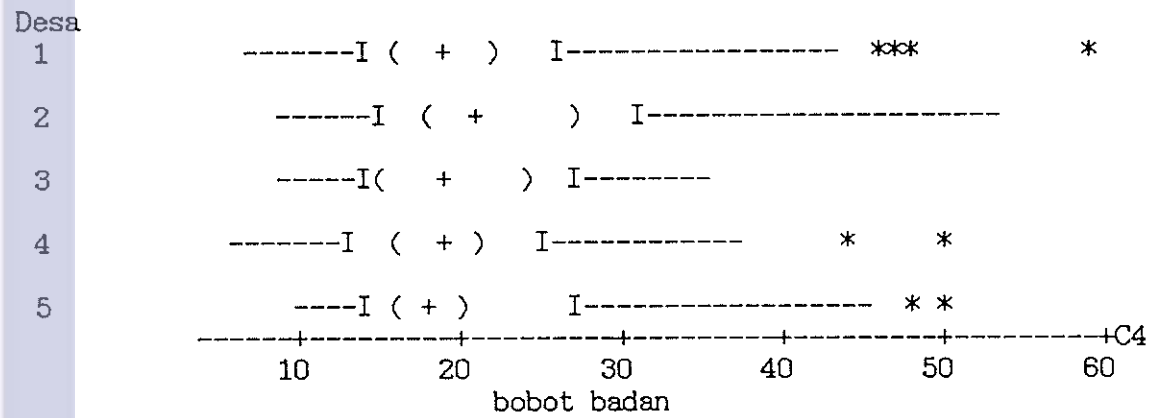 Desa
1 -------I ( + ) I----------------- *** *
2 ------I ( + ) I----------------------
3 -----I( + ) I--------
4 -------I ( + ) I------------ * *
5 ----I ( + ) I------------------ * *
------+---------+---------+---------+---------+---------+C4
10 20 30 40 50 60
bobot badan